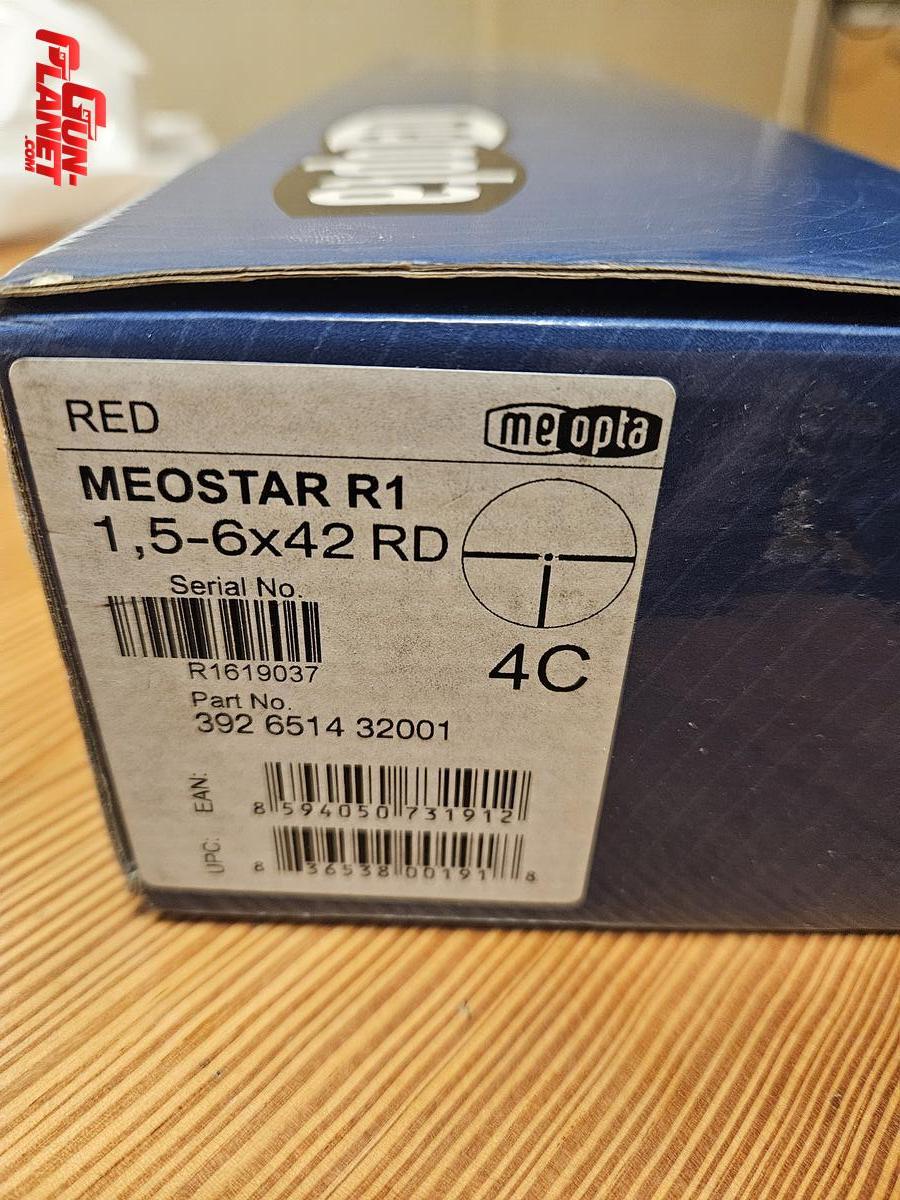 GUN-
PLANET
.COM
meopta
RED
meopta
MEOSTAR R1
1,5-6x42 RD
Serial No.
R1619037
4C
Part No.
392 6514 32001
EAN:
8 594050 731912
UPC:
8 36538 00191 8